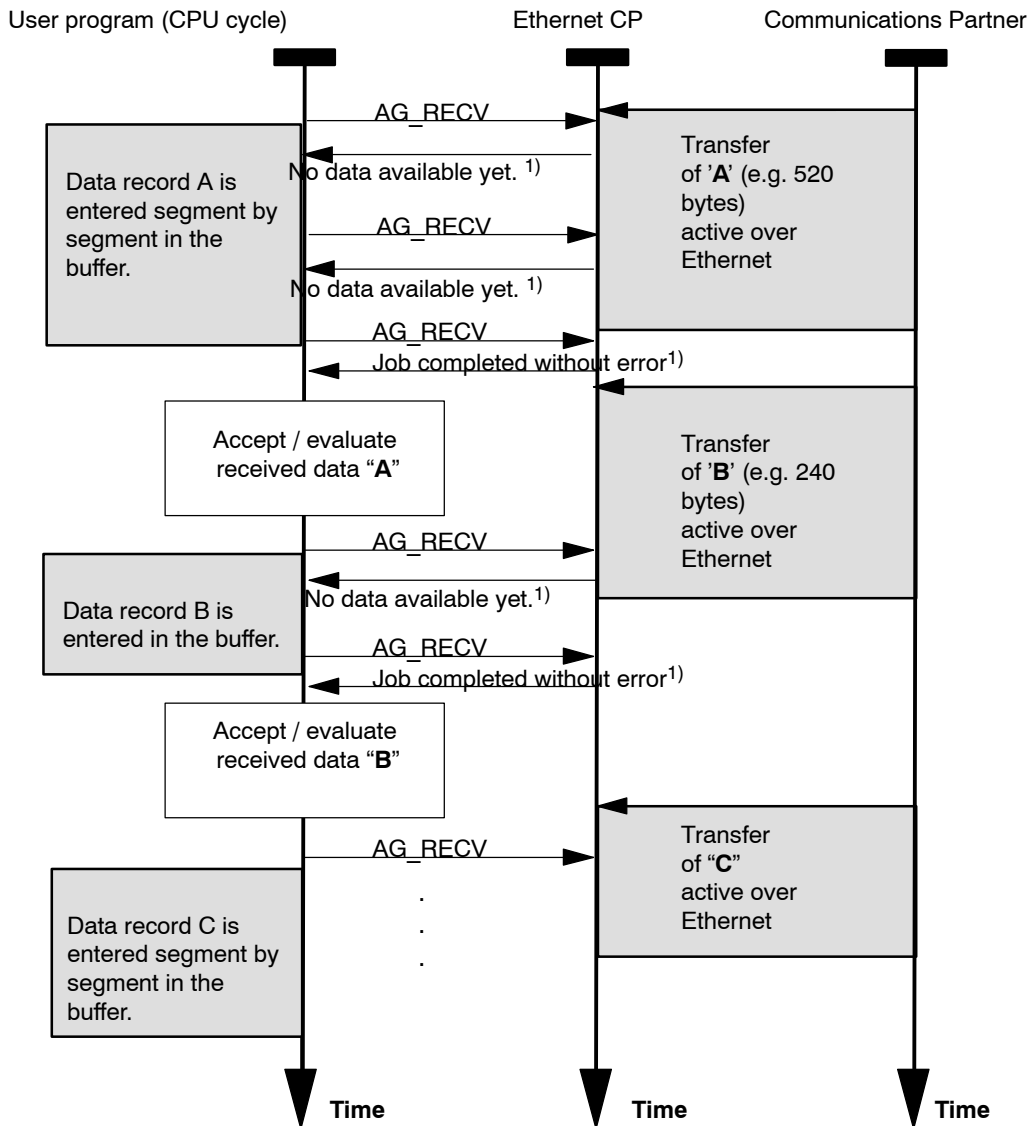 User program (CPU cycle)
Ethernet CP
Communications Partner
AG_RECV
No data available yet. 1)
Data record A is
entered segment by
segment in the
buffer.
Transfer
of ’A’ (e.g. 520
bytes)
active over
Ethernet
AG_RECV
No data available yet. 1)
AG_RECV
Job completed without error1)
Accept / evaluate
received data “A”
Transfer
of ’B’ (e.g. 240
bytes)
active over
Ethernet
AG_RECV
No data available yet.1)
Data record B is
entered in the buffer.
AG_RECV
Job completed without error1)
Accept / evaluate
received data “B”
AG_RECV
.
.
.
Transfer
of “C”
active over
Ethernet
Data record C is
entered segment by
segment in the
buffer.
Time
Time
Time